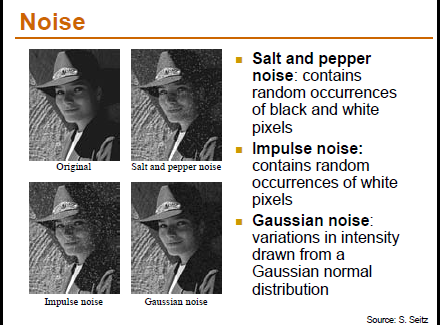 Noise
Original
Salt and pepper noise
Impulse noise
Gaussian noise
Salt and pepper
noise: contains
random occurrences
of black and white
pixels
Impulse noise:
contains random
occurrences of white
pixels
Gaussian noise:
variations in intensity
drawn from a
Gaussian normal
distribution
Source: S. Seitz